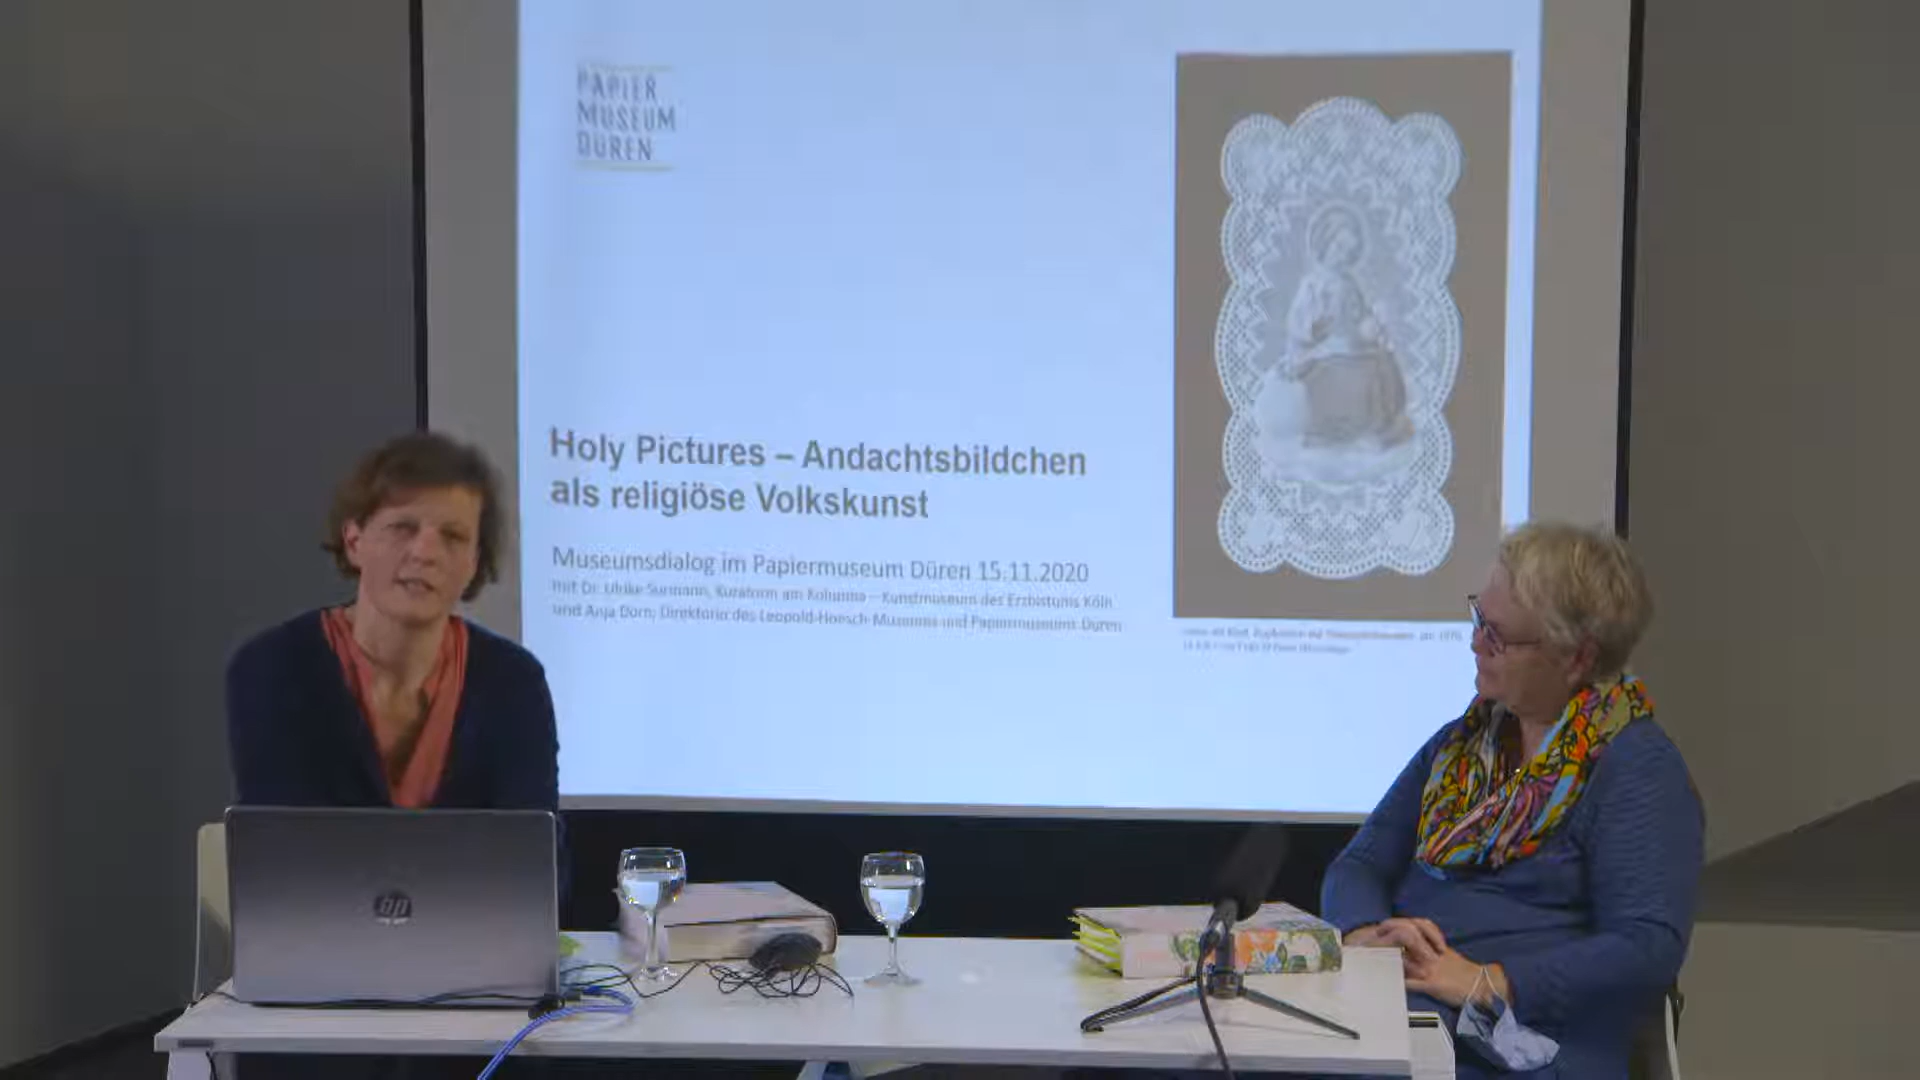 PAPIER
MUSEUM
DÜREN
Holy Pictures – Andachtsbildchen
als religiöse Volkskunst
Museumsdialog im Papiermuseum Düren 15.11.2020
mit Dr. Ulrike Surmann, Kuratorin am Kolumba – Kunstmuseum des Erzbistums Köln
und Anja Dorn, Direktorin des Leopold-Hoesch-Museums und Papiermuseums Düren
hp